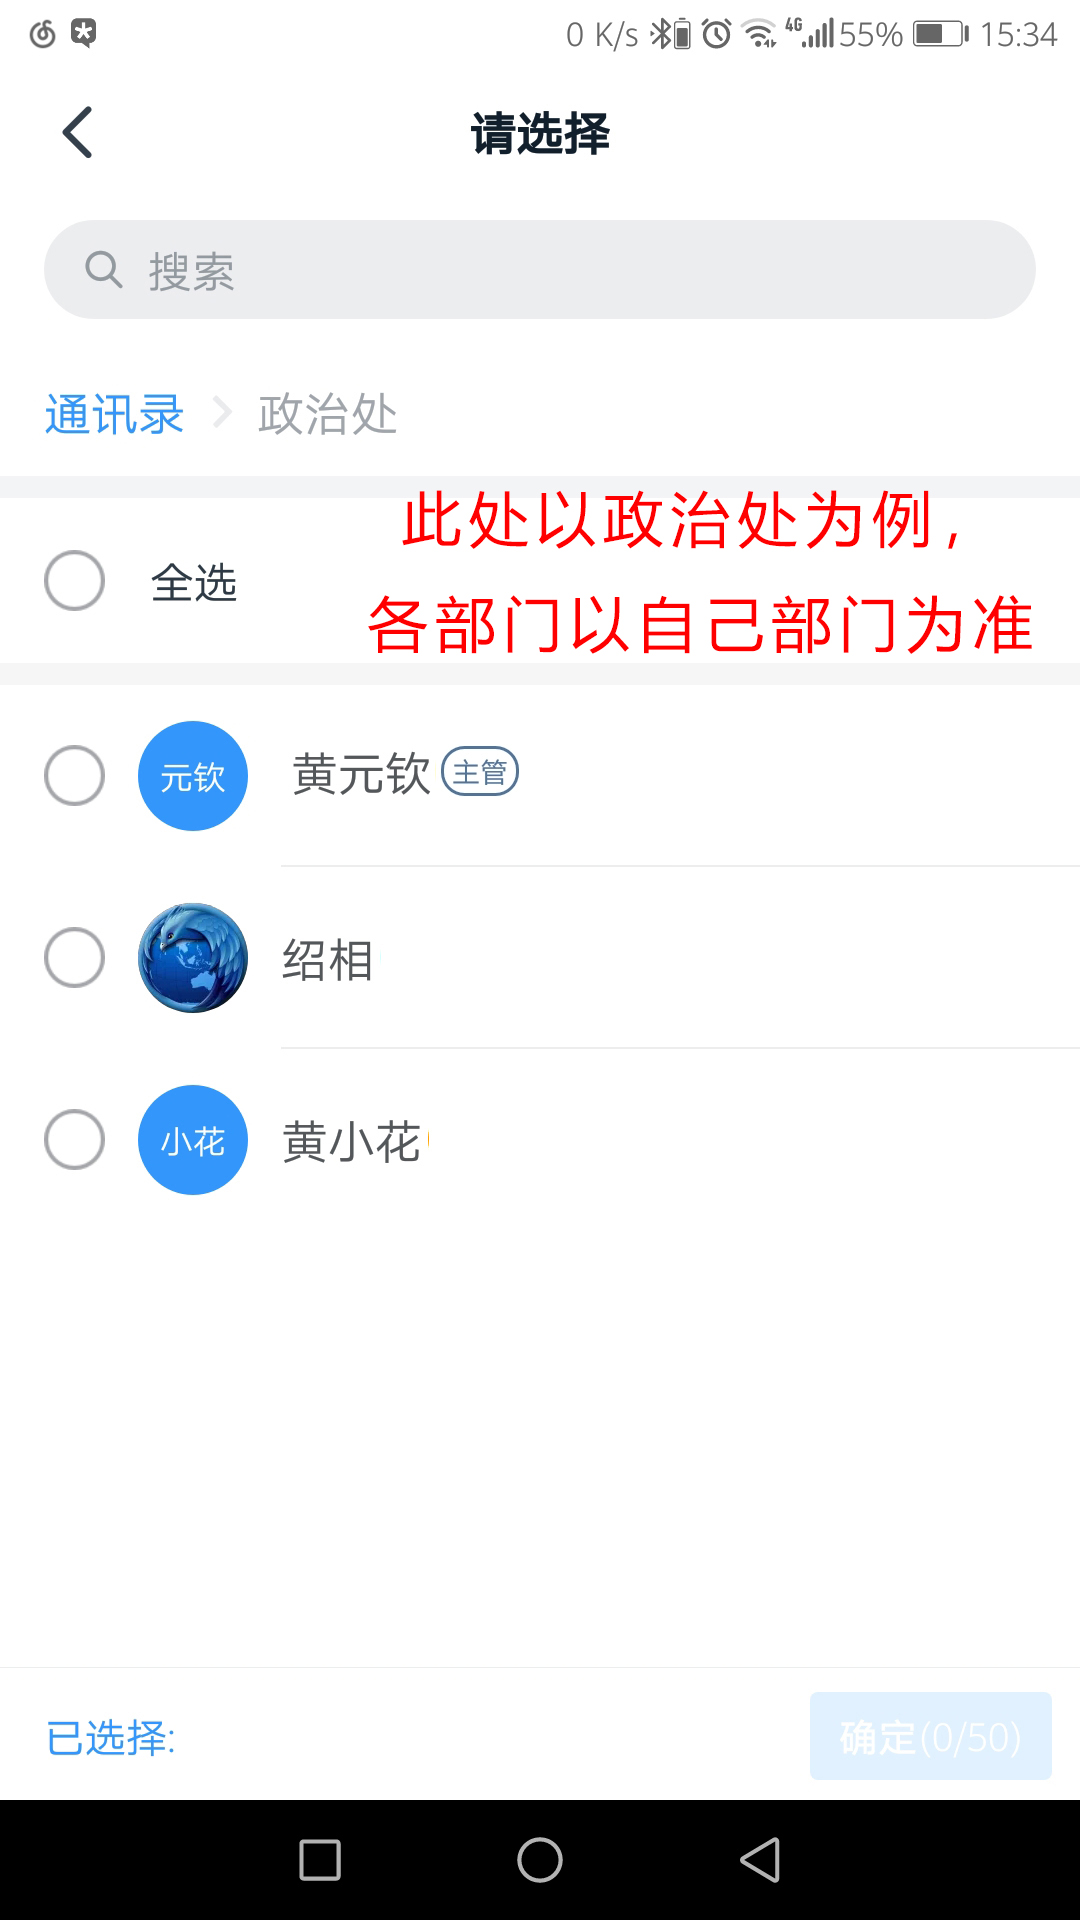 0 K/s 4G 55% 15:34
请选择
搜索
通讯录 政治处
此处以政治处为例，
全选
各部门以自己部门为准
元钦 黄元钦 主管
绍相
小花 黄小花
已选择: 确定(0/50)